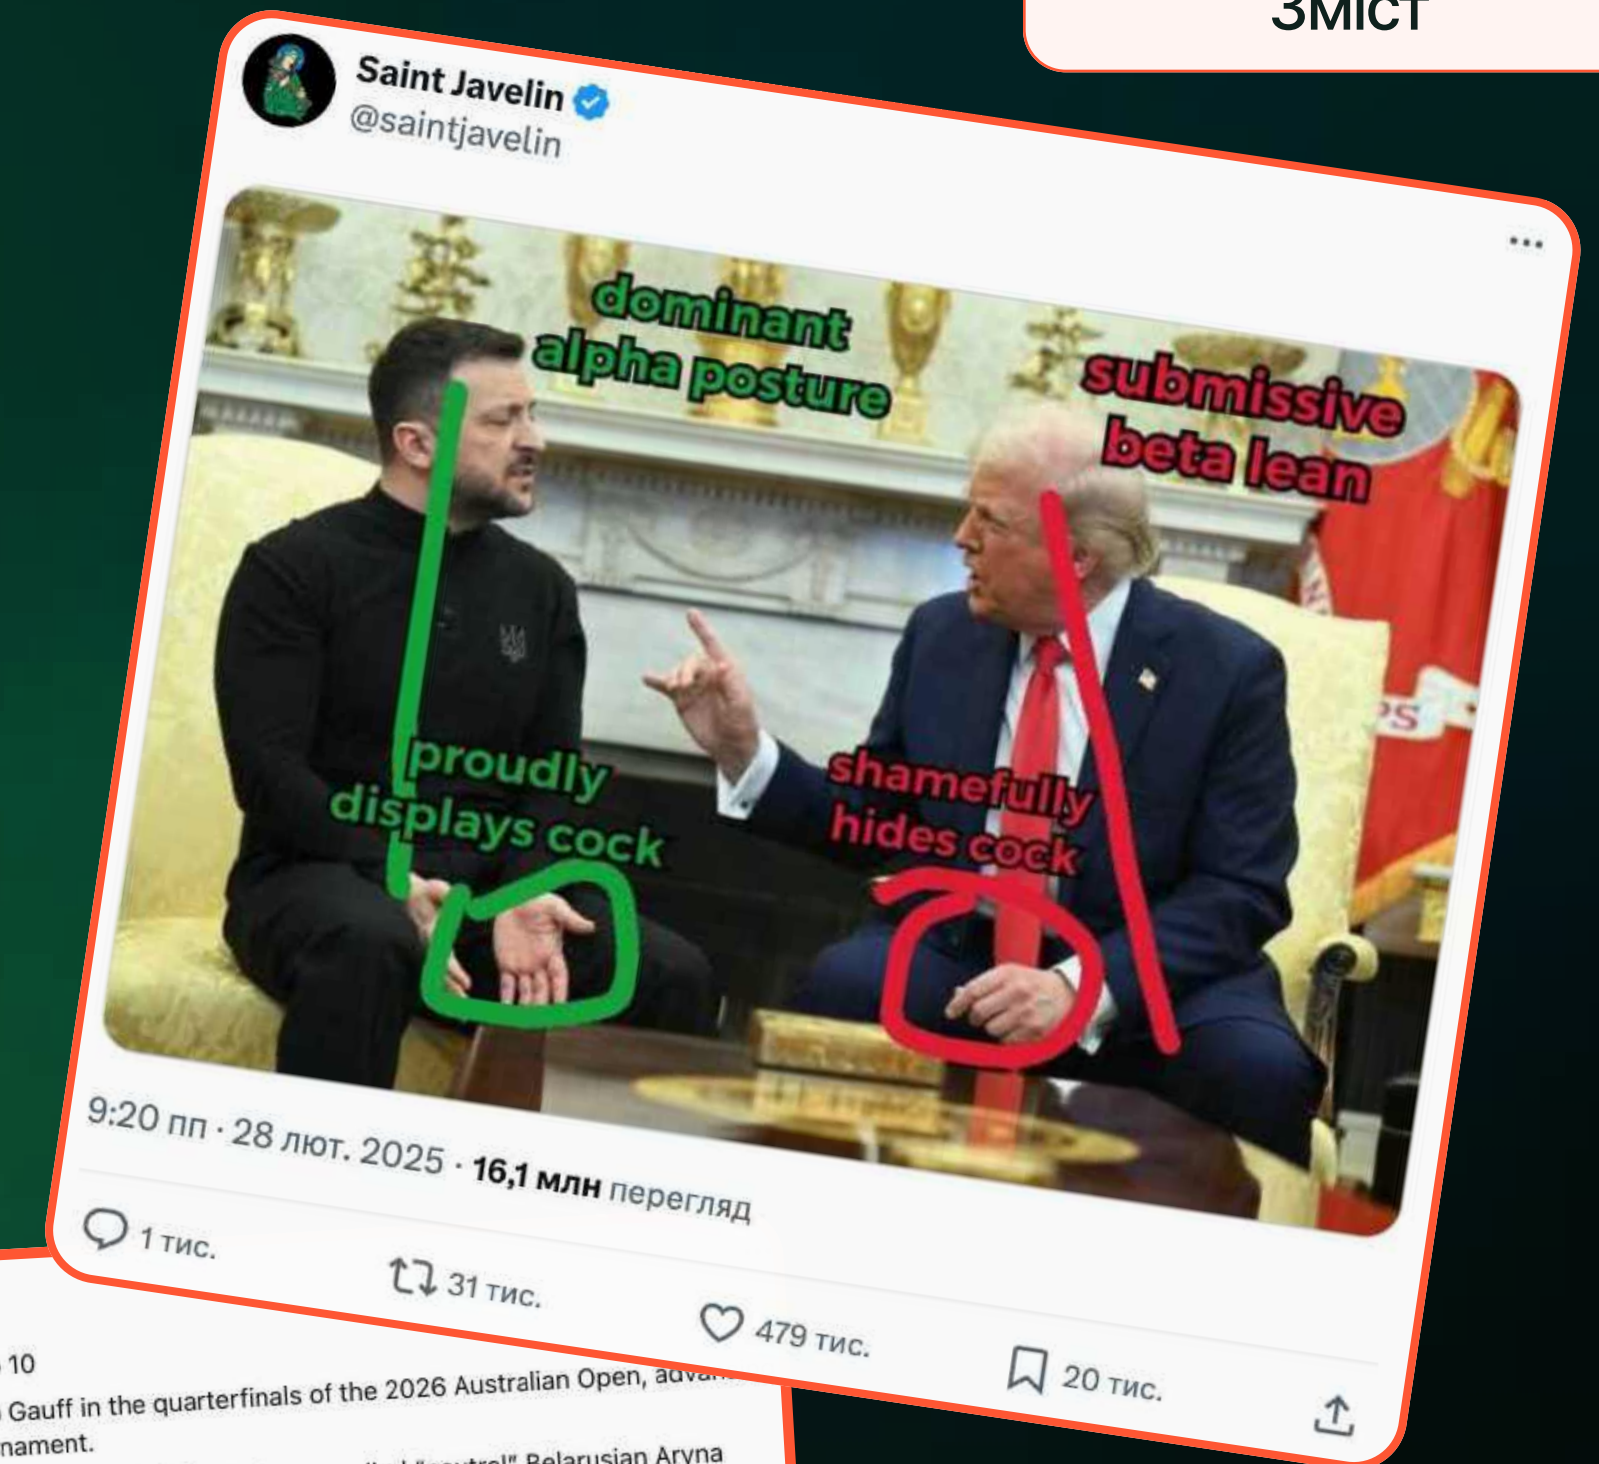 зміст
Saint Javelin
@saintjavelin
dominant
alpha posture
submissive
beta lean
PS
proudly
displays cock
shamefully
hides cock
9:20 пп · 28 лют. 2025 · 16,1 млн перегляд
1 тис.
31 тис.
479 тис.
20 тис.
10
Gauff in the quarterfinals of the 2026 Australian Open,
nament.
Belarusian Aryna